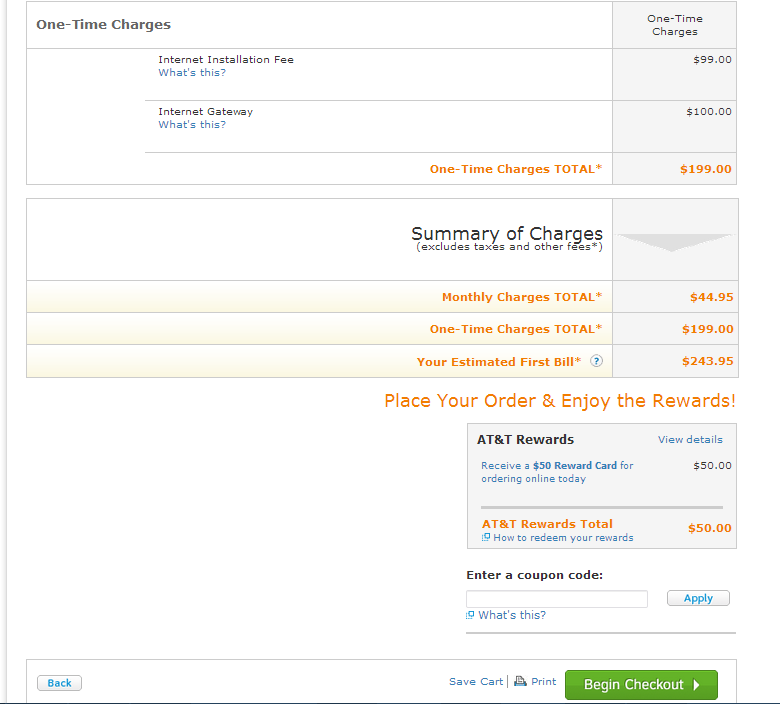 One-Time Charges
One-Time
Charges
Internet Installation Fee
$99.00
What's this?
Internet Gateway
$100.00
What's this?
One-Time Charges TOTAL*
$199.00
Summary of Charges
(excludes taxes and other fees*)
Monthly Charges TOTAL*
$44.95
One-Time Charges TOTAL*
$199.00
Your Estimated First Bill* ?
$243.95
Place Your Order & Enjoy the Rewards!
AT&T Rewards
View details
Receive a $50 Reward Card for
$50.00
ordering online today
AT&T Rewards Total
$50.00
How to redeem your rewards
Enter a coupon code:
Apply
What's this?
Back
Save Cart | Print
Begin Checkout